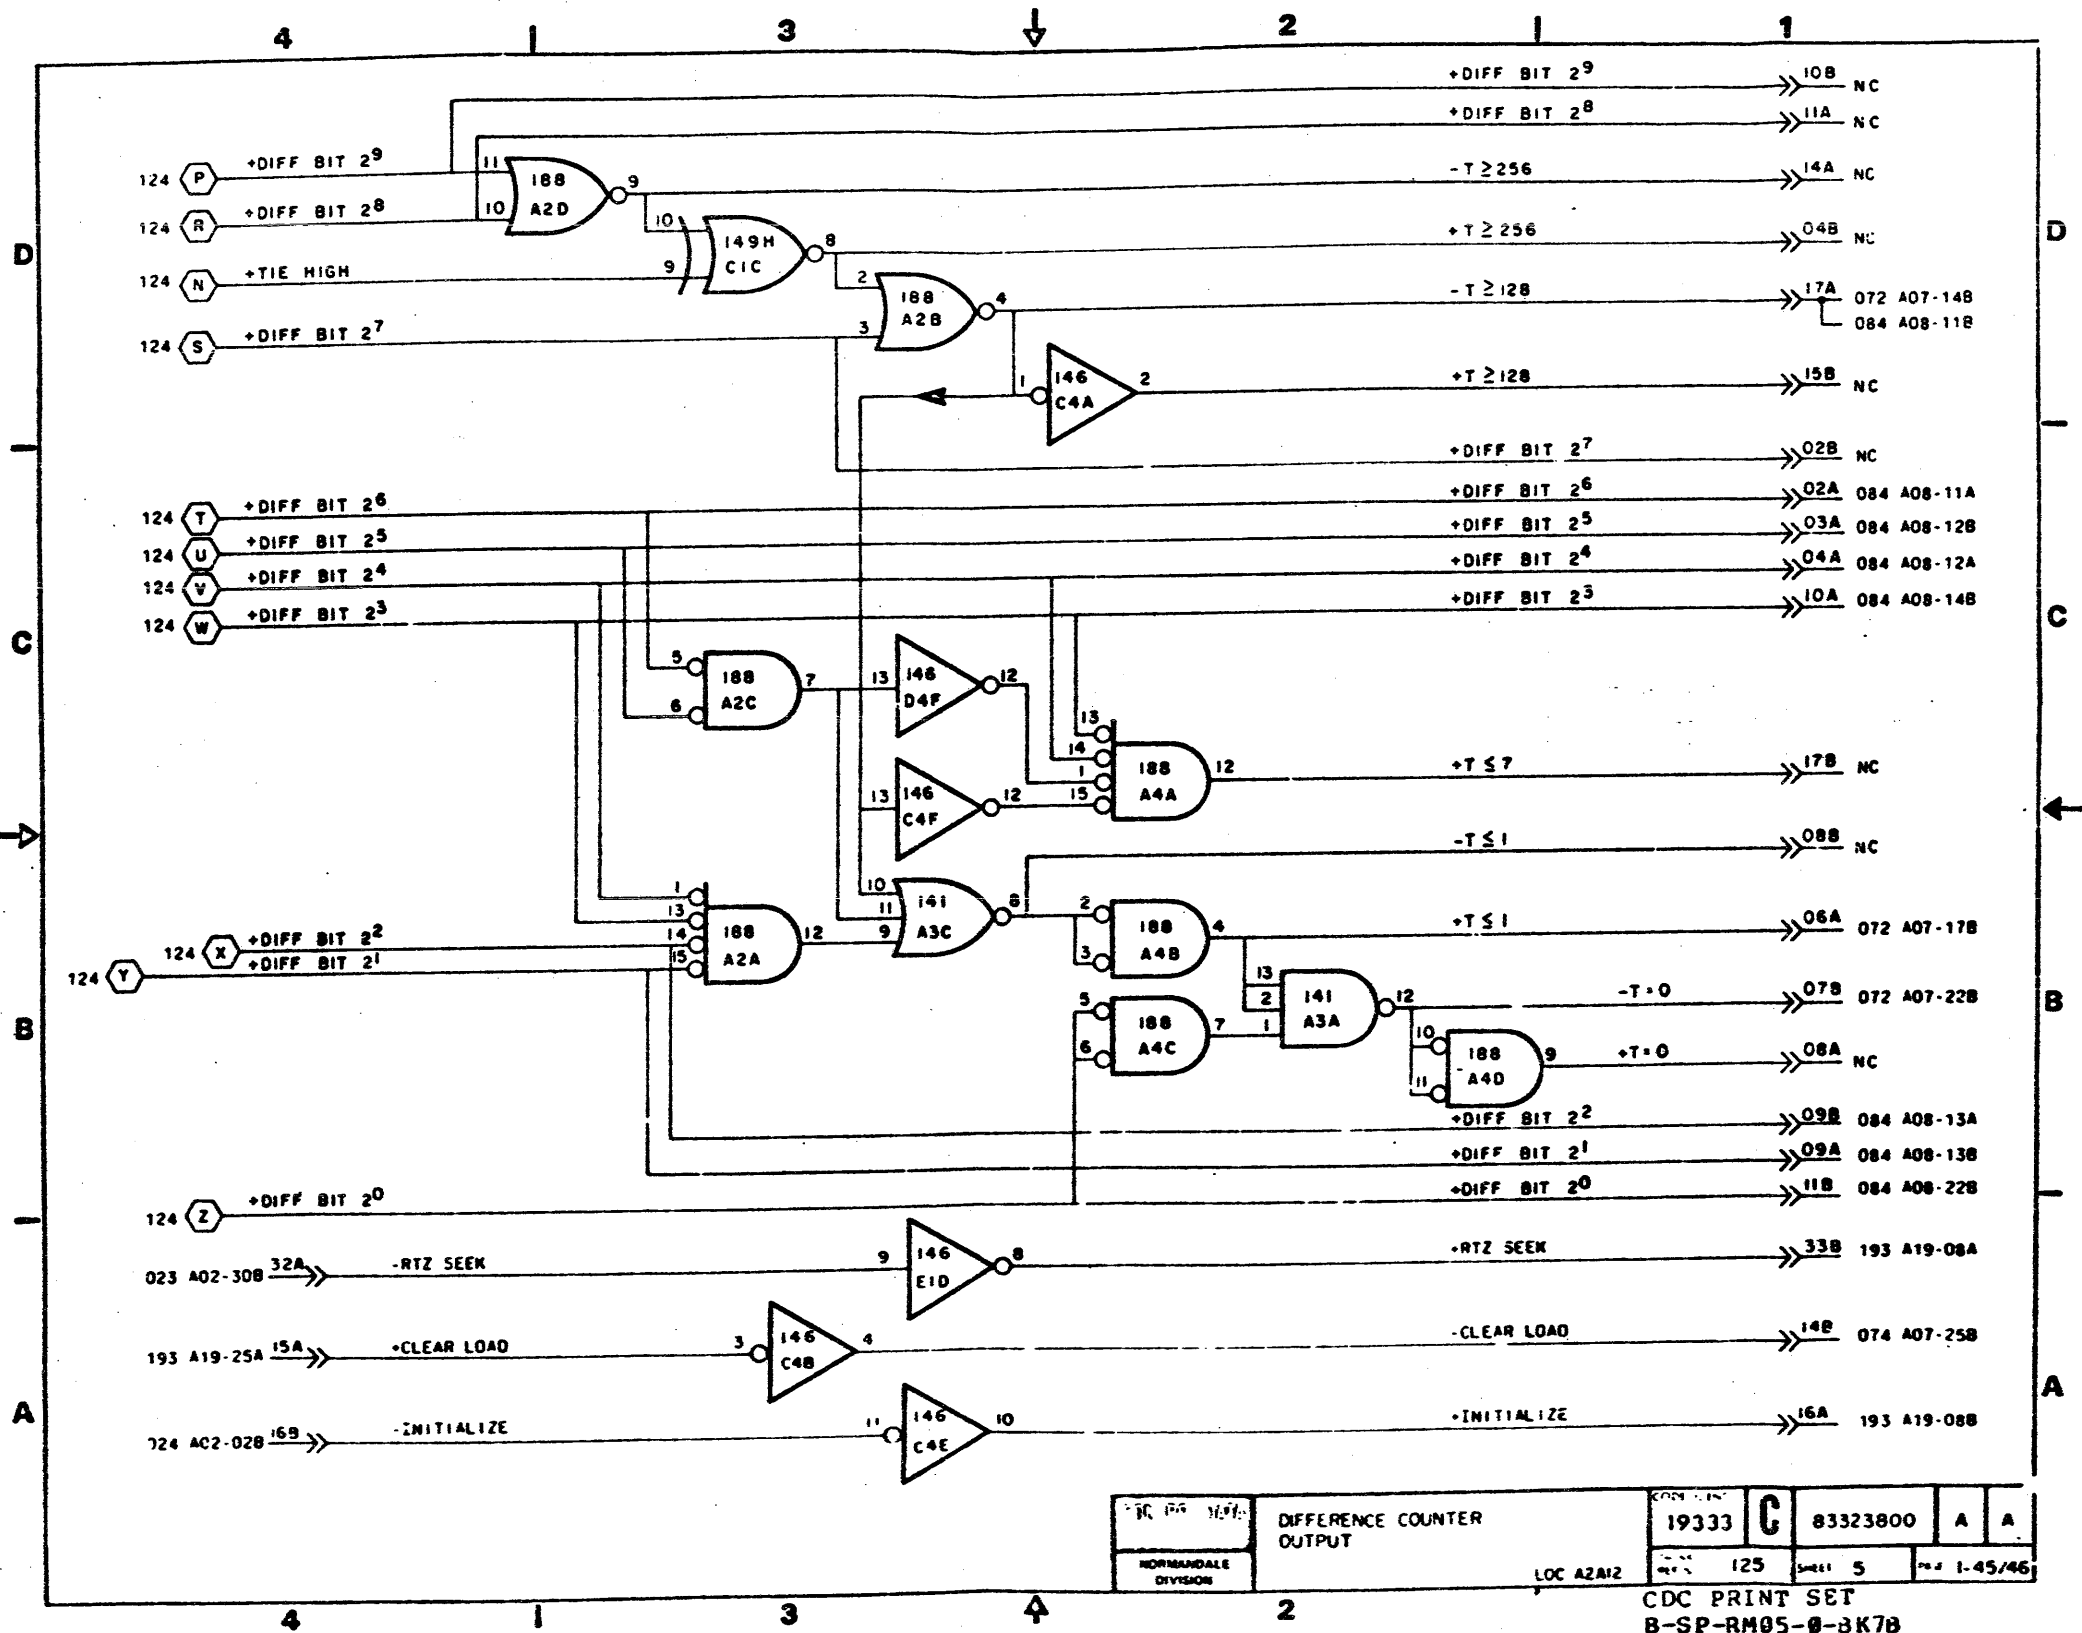 4 3 2 1
+DIFF BIT 2⁹ 10B NC
+DIFF BIT 2⁸ 11A NC
124 P +DIFF BIT 2⁹ 11 188 A2D 9 -T≥256 14A NC
124 R +DIFF BIT 2⁸ 10
D 10 149H C1C 8 +T≥256 04B NC D
124 N +TIE HIGH 9
2 188 A2B 4 -T≥128 17A 072 A07-14B
084 A08-11B
124 S +DIFF BIT 2⁷ 3
1 146 C4A 2 +T≥128 15B NC
+DIFF BIT 2⁷ 02B NC
124 T +DIFF BIT 2⁶ +DIFF BIT 2⁶ 02A 084 A08-11A
124 U +DIFF BIT 2⁵ +DIFF BIT 2⁵ 03A 084 A08-12B
124 V +DIFF BIT 2⁴ +DIFF BIT 2⁴ 04A 084 A08-12A
124 W +DIFF BIT 2³ +DIFF BIT 2³ 10A 084 A08-14B
C C
5 6 188 A2C 7 13 146 D4F 12
13 14 1 15 188 A4A 12 +T≤7 17B NC
13 146 C4F 12
-T≤1 08B NC
1 13 14 15 188 A2A 12
10 11 9 141 A3C 8
2 3 188 A4B 4 +T≤1 06A 072 A07-17B
124 X +DIFF BIT 2²
124 Y +DIFF BIT 2¹
B B
5 6 188 A4C 7
13 2 1 141 A3A 12 -T=0 07B 072 A07-22B
10 11 188 A4D 9 +T=0 08A NC
+DIFF BIT 2² 09B 084 A08-13A
+DIFF BIT 2¹ 09A 084 A08-13B
124 Z +DIFF BIT 2⁰ +DIFF BIT 2⁰ 11B 084 A08-22B
023 A02-30B 32A -RTZ SEEK 9 146 E1D 8 +RTZ SEEK 33B 193 A19-08A
193 A19-25A 15A +CLEAR LOAD 3 146 C4B 4 -CLEAR LOAD 14B 074 A07-25B
A A
A02-02B 16B -INITIALIZE 11 146 C4E 10 +INITIALIZE 16A 193 A19-08B
DIFFERENCE COUNTER
OUTPUT
19333 C 83323800 A A
NORMANDALE
DIVISION
LOC A2A12
125 SHEET 5 1-45/46
4 3 2
CDC PRINT SET
B-SP-RM05-0-BK7B